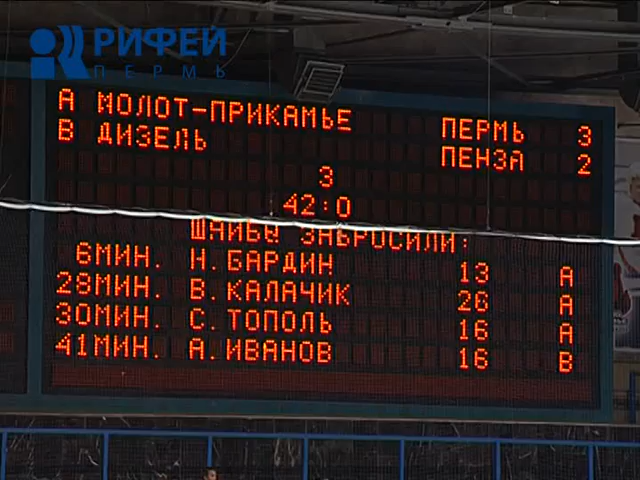 РИФЕЙ
ПЕРМЬ
А МОЛОТ-ПРИКАМЬЕ ПЕРМЬ 3
В ДИЗЕЛЬ ПЕНЗА 2
3
42:0
ШАЙБЫ ЗАБРОСИЛИ:
6МИН. Н.БАРДИН 13 А
28МИН. В.КАЛАЧИК 26 А
30МИН. С.ТОПОЛЬ 16 А
41МИН. А.ИВАНОВ 16 В